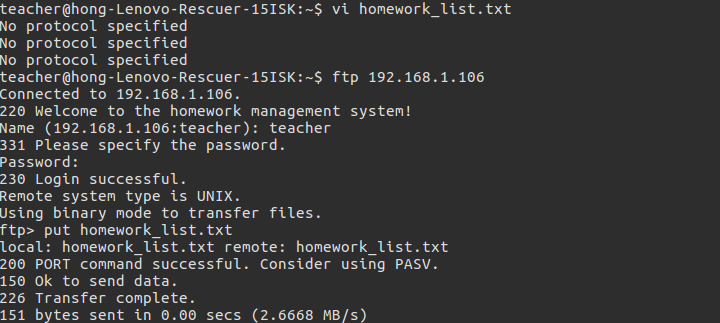 teacher@hong-Lenovo-Rescuer-15ISK:~$ vi homework_list.txt
No protocol specified
No protocol specified
No protocol specified
teacher@hong-Lenovo-Rescuer-15ISK:~$ ftp 192.168.1.106
Connected to 192.168.1.106.
220 Welcome to the homework management system!
Name (192.168.1.106:teacher): teacher
331 Please specify the password.
Password:
230 Login successful.
Remote system type is UNIX.
Using binary mode to transfer files.
ftp> put homework_list.txt
local: homework_list.txt remote: homework_list.txt
200 PORT command successful. Consider using PASV.
150 Ok to send data.
226 Transfer complete.
151 bytes sent in 0.00 secs (2.6668 MB/s)